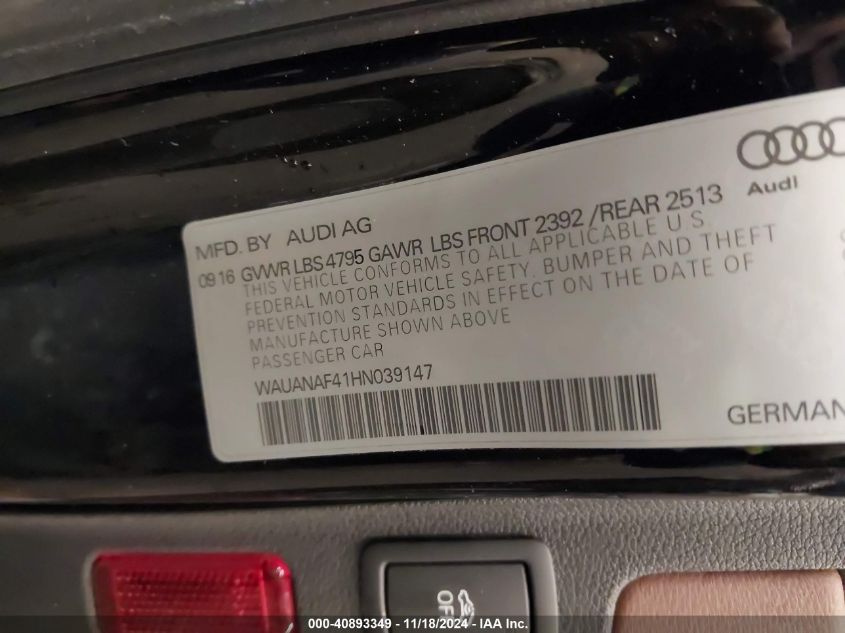 Audi
MFD. BY AUDI AG
09 16 GVWR LBS 4795 GAWR LBS FRONT 2392 /REAR 2513
THIS VEHICLE CONFORMS TO ALL APPLICABLE U S
FEDERAL MOTOR VEHICLE SAFETY. BUMPER AND THEFT
PREVENTION STANDARDS IN EFFECT ON THE DATE OF
MANUFACTURE SHOWN ABOVE
PASSENGER CAR
WAUANAF41HN039147
GERMAN
OFF
000-40893349 - 11/18/2024 - IAA Inc.